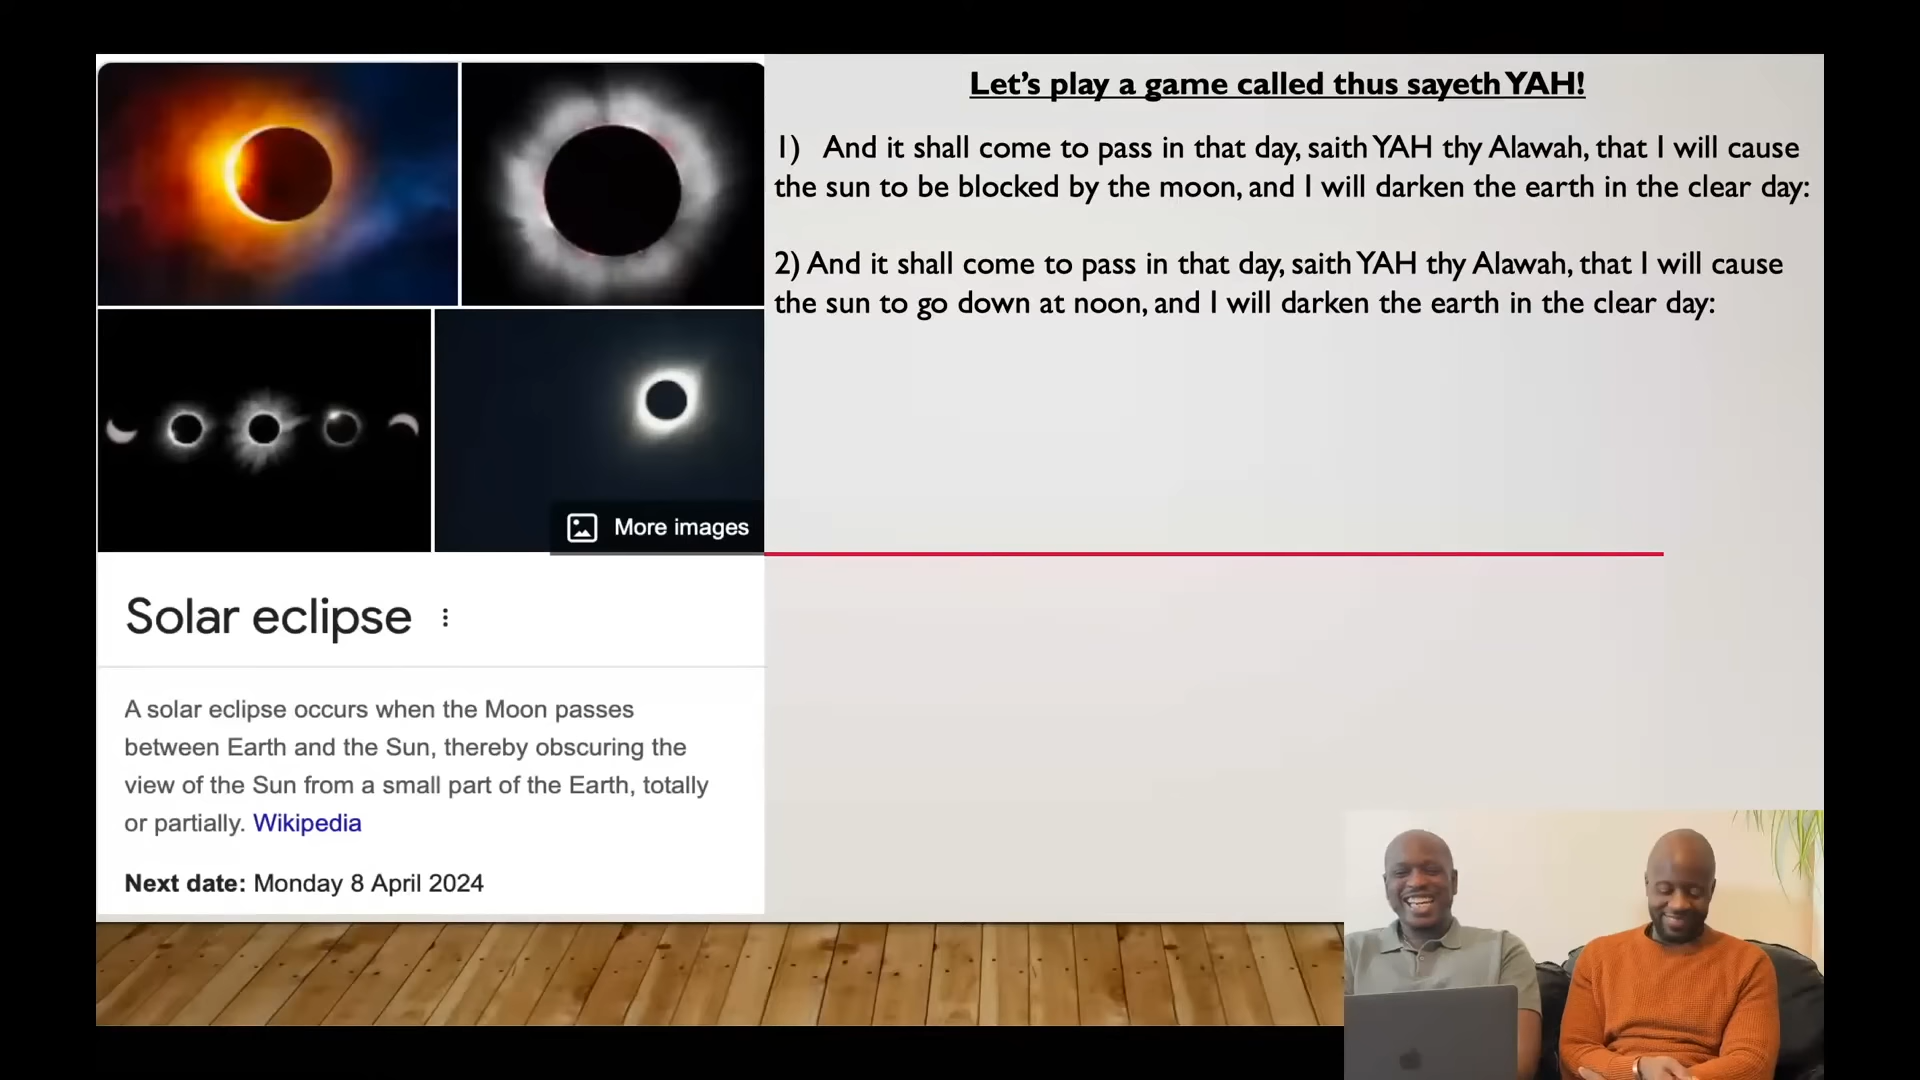 Let's play a game called thus sayeth YAH!
1) And it shall come to pass in that day, saith YAH thy Alawah, that I will cause
the sun to be blocked by the moon, and I will darken the earth in the clear day:
2) And it shall come to pass in that day, saith YAH thy Alawah, that I will cause
the sun to go down at noon, and I will darken the earth in the clear day:
More images
Solar eclipse
A solar eclipse occurs when the Moon passes
between Earth and the Sun, thereby obscuring the
view of the Sun from a small part of the Earth, totally
or partially. Wikipedia
Next date: Monday 8 April 2024